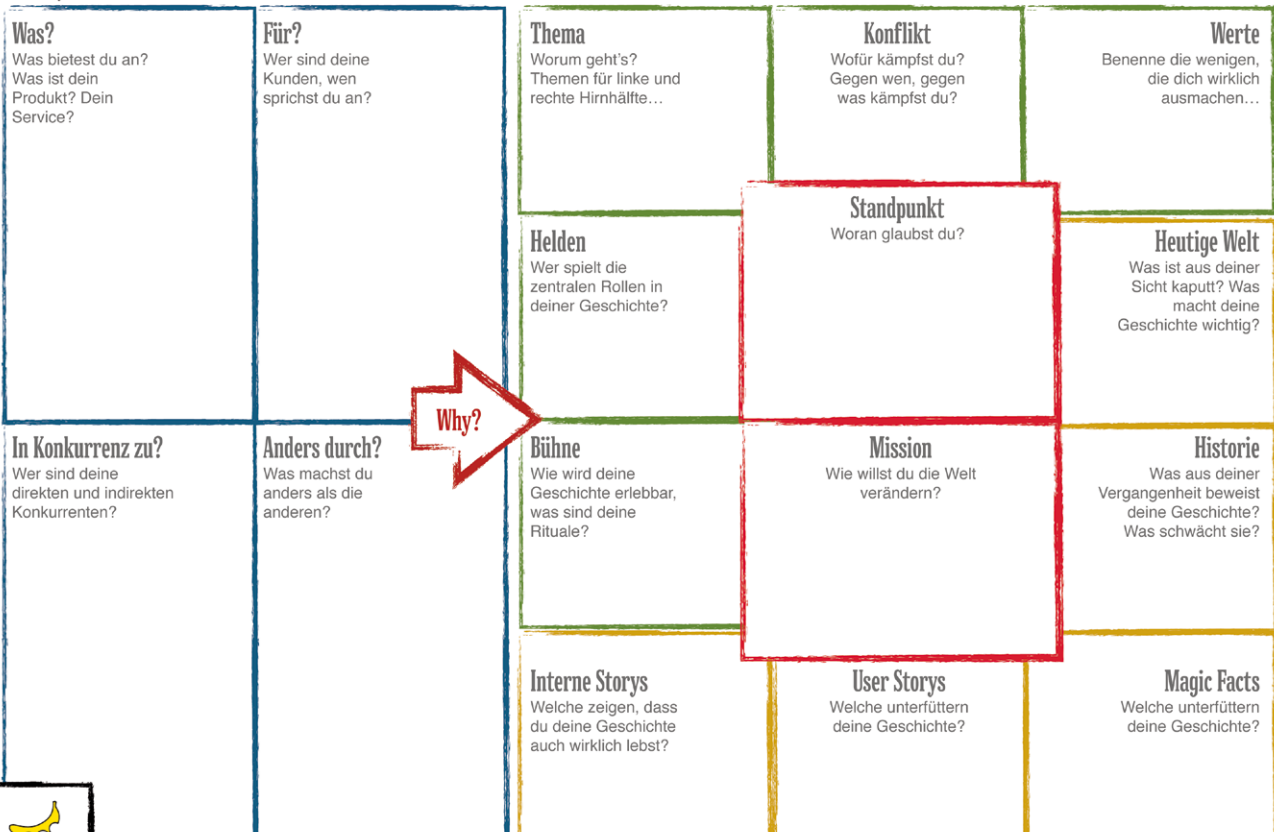 Was?
Was bietest du an?
Was ist dein
Produkt? Dein
Service?
Für?
Wer sind deine
Kunden, wen
sprichst du an?
In Konkurrenz zu?
Wer sind deine
direkten und indirekten
Konkurrenten?
Anders durch?
Was machst du
anders als die
anderen?
Why?
Thema
Worum geht's?
Themen für linke und
rechte Hirnhälfte…
Konflikt
Wofür kämpfst du?
Gegen wen, gegen
was kämpfst du?
Werte
Benenne die wenigen,
die dich wirklich
ausmachen…
Helden
Wer spielt die
zentralen Rollen in
deiner Geschichte?
Standpunkt
Woran glaubst du?
Heutige Welt
Was ist aus deiner
Sicht kaputt? Was
macht deine
Geschichte wichtig?
Bühne
Wie wird deine
Geschichte erlebbar,
was sind deine
Rituale?
Mission
Wie willst du die Welt
verändern?
Historie
Was aus deiner
Vergangenheit beweist
deine Geschichte?
Was schwächt sie?
Interne Storys
Welche zeigen, dass
du deine Geschichte
auch wirklich lebst?
User Storys
Welche unterfüttern
deine Geschichte?
Magic Facts
Welche unterfüttern
deine Geschichte?